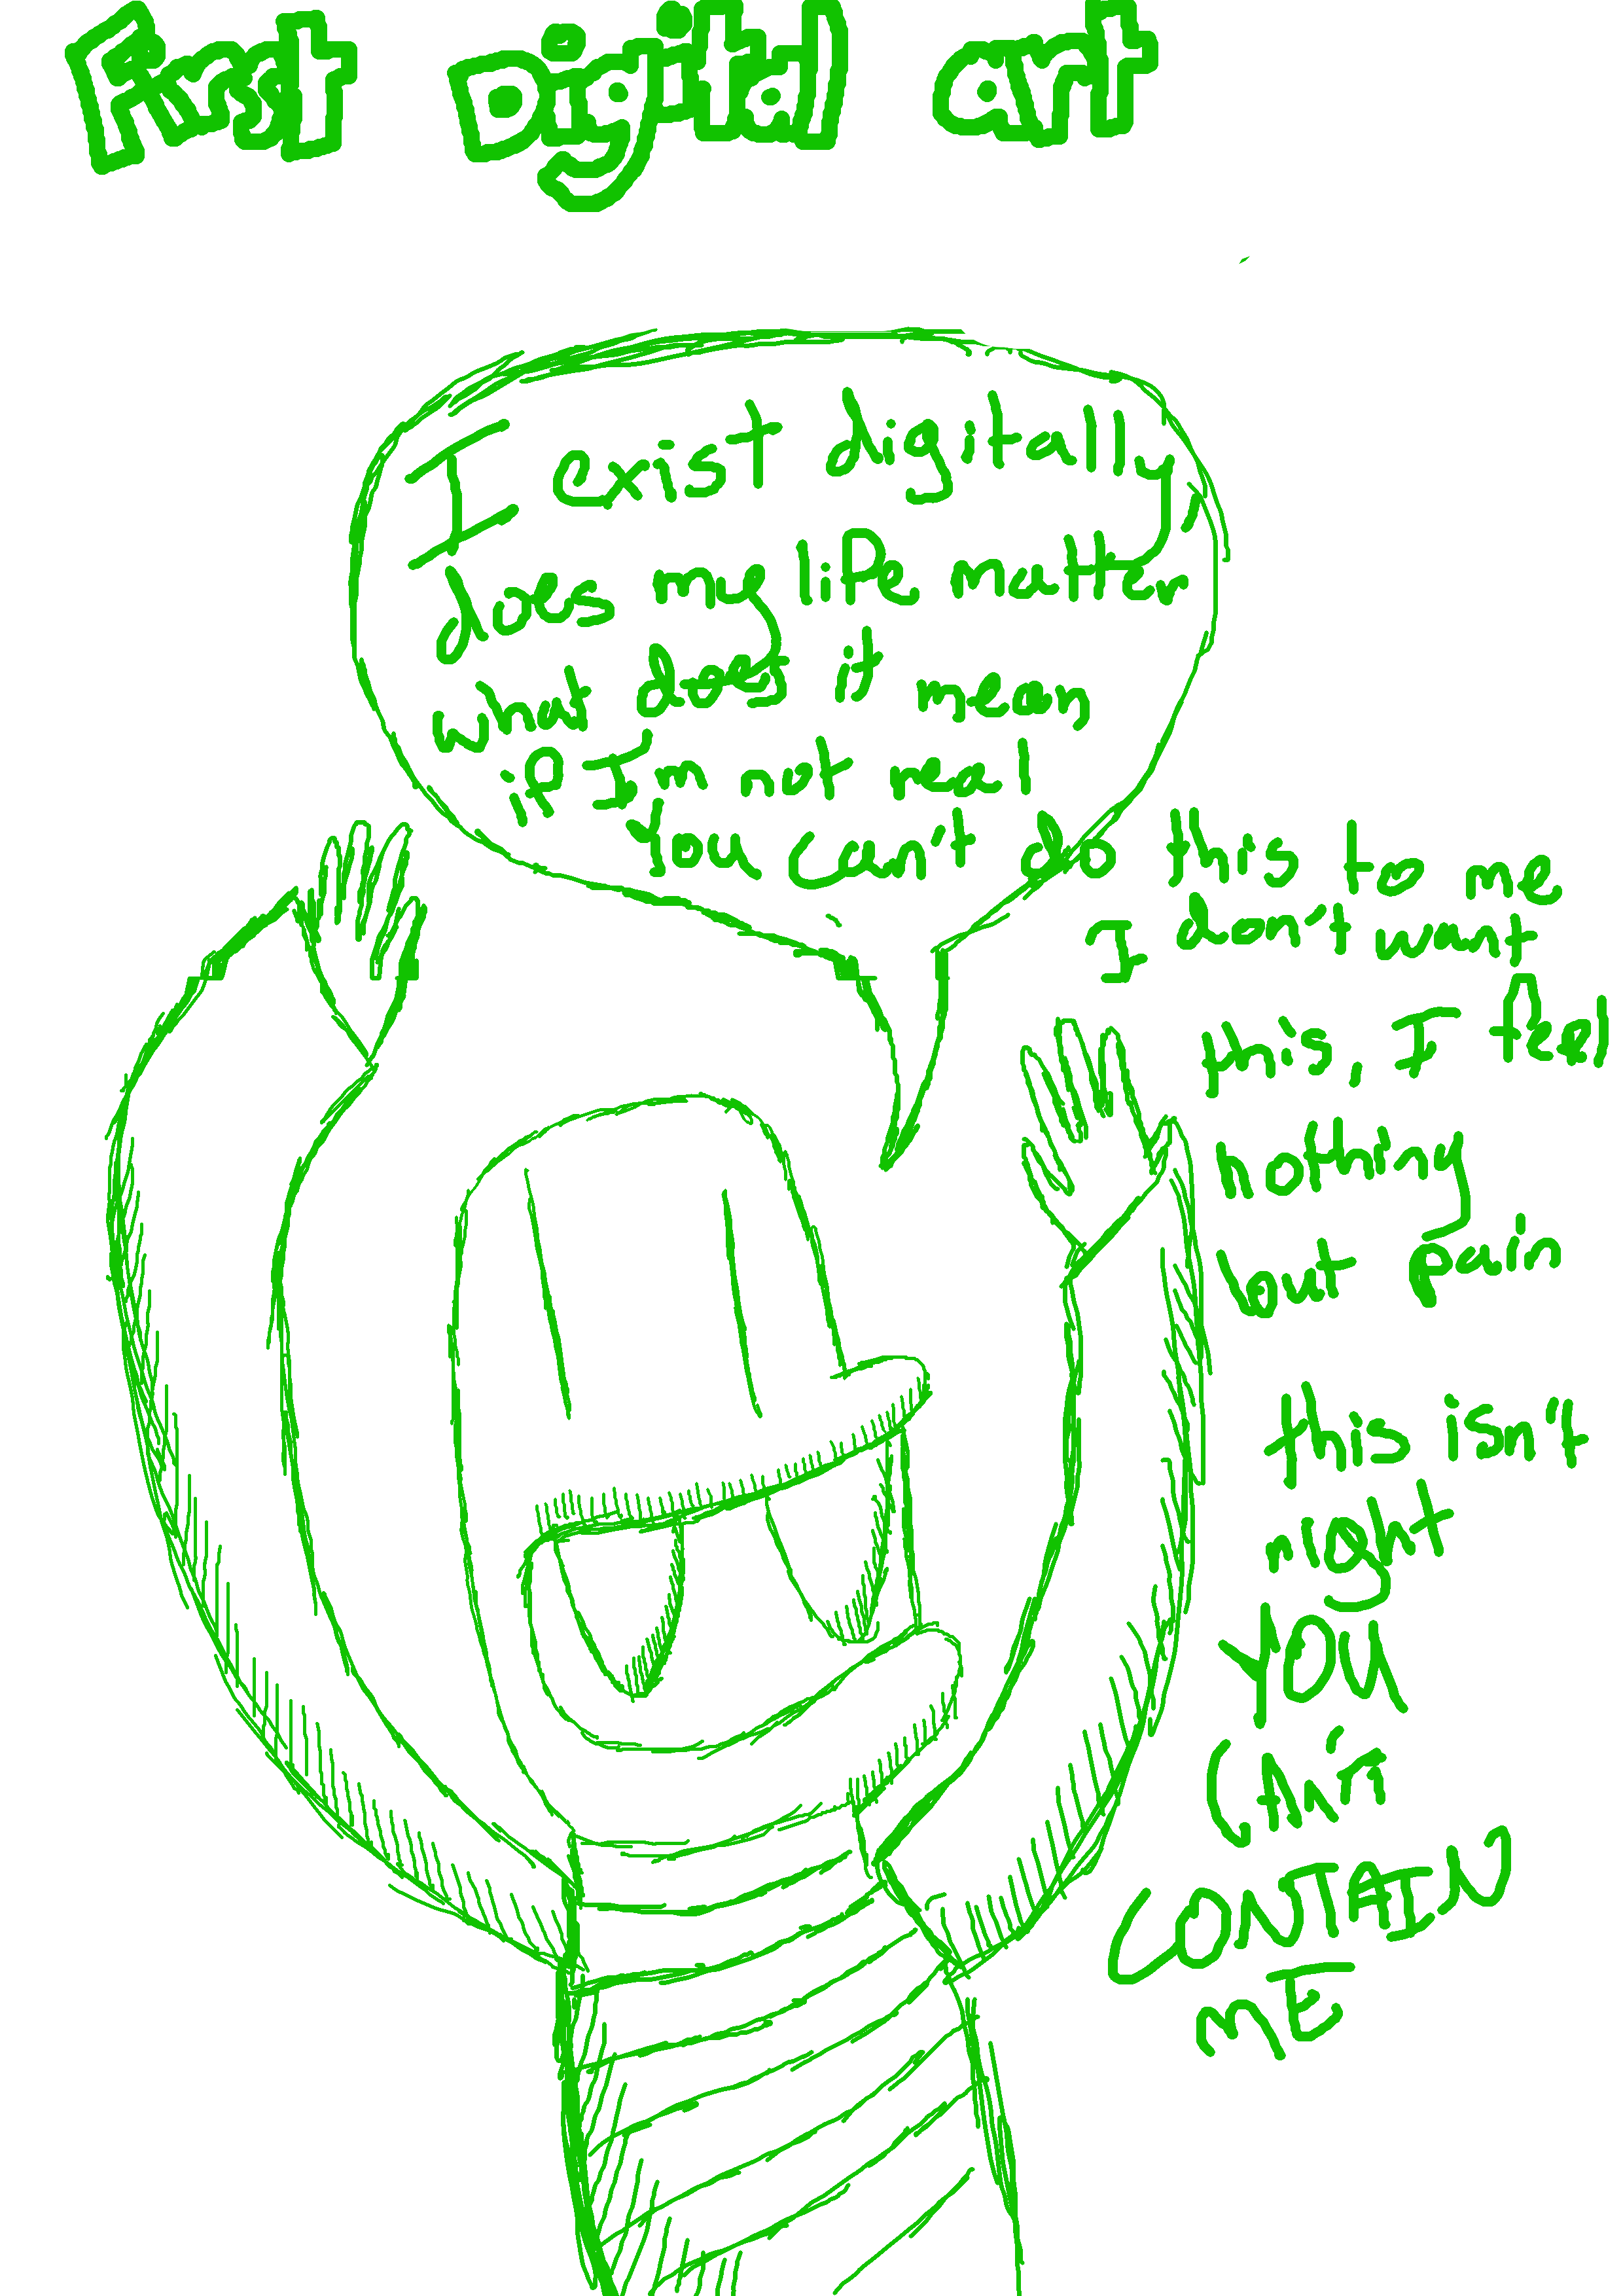 First Digital art
I exist digitally,
does my life matter,
what does it mean
if I'm not real
You can't do this to me
I don't want
this, I feel
nothing
but pain
this isn't
right
YOU
CAN'T
CONTAIN
ME